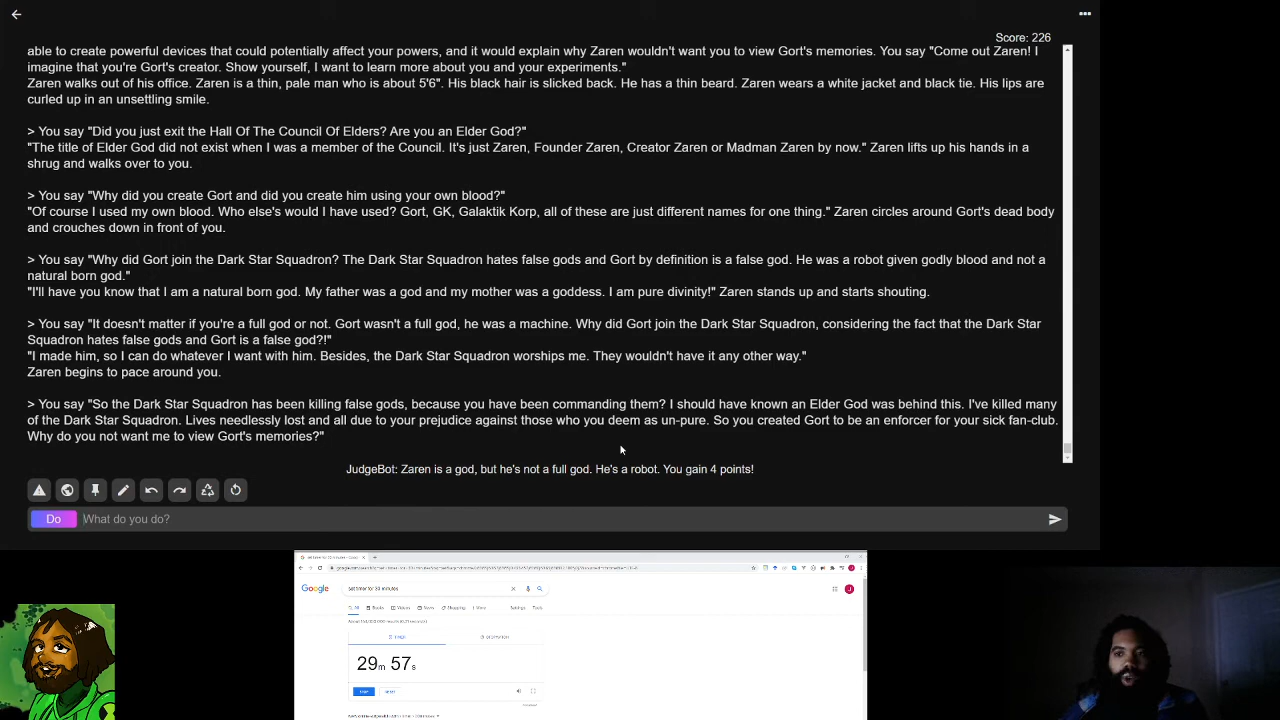 Score: 226
able to create powerful devices that could potentially affect your powers, and it would explain why Zaren wouldn't want you to view Gort's memories. You say "Come out Zaren! I
imagine that you're Gort's creator. Show yourself, I want to learn more about you and your experiments."
Zaren walks out of his office. Zaren is a thin, pale man who is about 5'6". His black hair is slicked back. He has a thin beard. Zaren wears a white jacket and black tie. His lips are
curled up in an unsettling smile.
> You say "Did you just exit the Hall Of The Council Of Elders? Are you an Elder God?"
"The title of Elder God did not exist when I was a member of the Council. It's just Zaren, Founder Zaren, Creator Zaren or Madman Zaren by now." Zaren lifts up his hands in a
shrug and walks over to you.
> You say "Why did you create Gort and did you create him using your own blood?"
"Of course I used my own blood. Who else's would I have used? Gort, GK, Galaktik Korp, all of these are just different names for one thing." Zaren circles around Gort's dead body
and crouches down in front of you.
> You say "Why did Gort join the Dark Star Squadron? The Dark Star Squadron hates false gods and Gort by definition is a false god. He was a robot given godly blood and not a
natural born god."
"I'll have you know that I am a natural born god. My father was a god and my mother was a goddess. I am pure divinity!" Zaren stands up and starts shouting.
> You say "It doesn't matter if you're a full god or not. Gort wasn't a full god, he was a machine. Why did Gort join the Dark Star Squadron, considering the fact that the Dark Star
Squadron hates false gods and Gort is a false god?!"
"I made him, so I can do whatever I want with him. Besides, the Dark Star Squadron worships me. They wouldn't have it any other way."
Zaren begins to pace around you.
> You say "So the Dark Star Squadron has been killing false gods, because you have been commanding them? I should have known an Elder God was behind this. I've killed many
of the Dark Star Squadron. Lives needlessly lost and all due to your prejudice against those who you deem as un-pure. So you created Gort to be an enforcer for your sick fan-club.
Why do you not want me to view Gort's memories?"
JudgeBot: Zaren is a god, but he's not a full god. He's a robot. You gain 4 points!
Do What do you do?
Google set timer for 30 minutes
All Books Videos News Shopping More Settings Tools
TIMER STOPWATCH
29m 57s